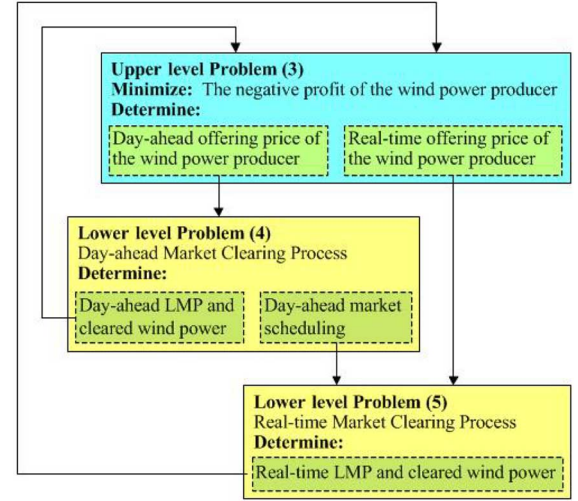 Upper level Problem (3)
Minimize: The negative profit of the wind power producer
Determine:
Day-ahead offering price of
the wind power producer
Real-time offering price of
the wind power producer
Lower level Problem (4)
Day-ahead Market Clearing Process
Determine:
Day-ahead LMP and
cleared wind power
Day-ahead market
scheduling
Lower level Problem (5)
Real-time Market Clearing Process
Determine:
Real-time LMP and cleared wind power